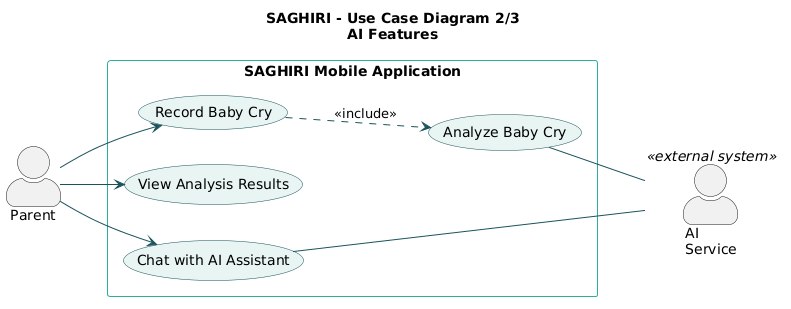 SAGHIRI - Use Case Diagram 2/3
AI Features
SAGHIRI Mobile Application
Record Baby Cry
«include»
Analyze Baby Cry
View Analysis Results
Chat with AI Assistant
Parent
«external system»
AI
Service